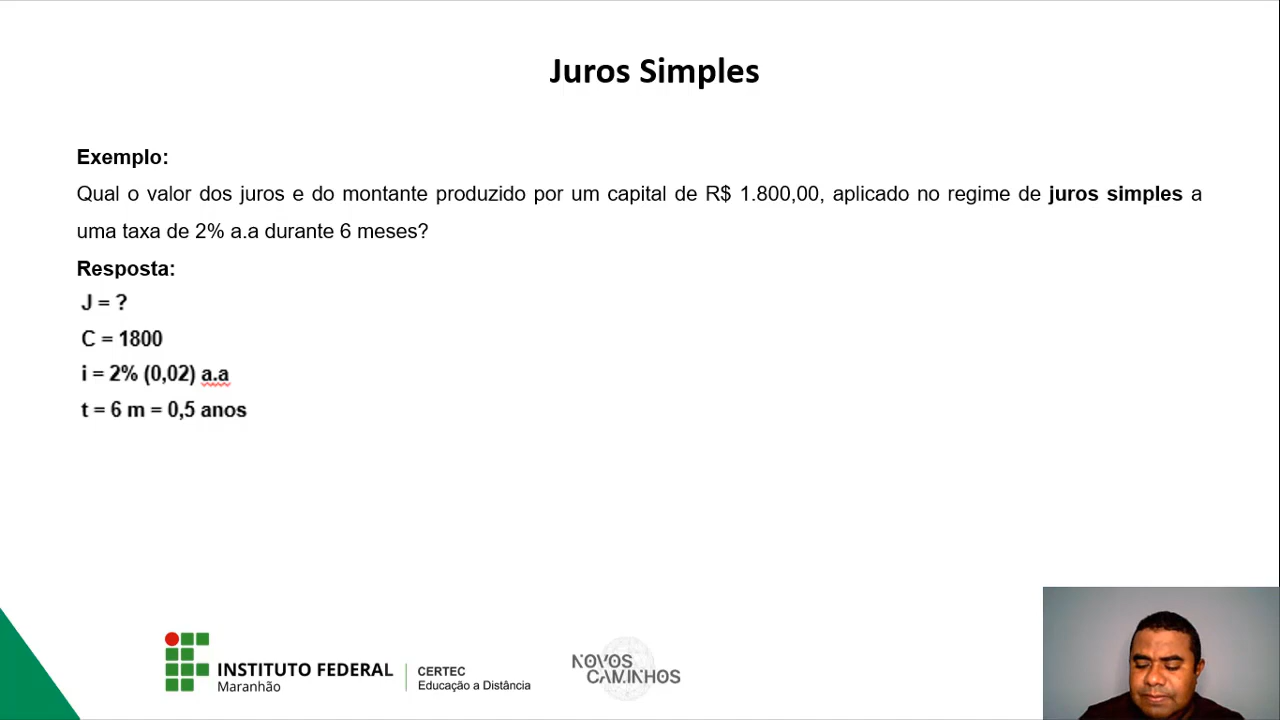 Juros Simples
Exemplo:
Qual o valor dos juros e do montante produzido por um capital de R$ 1.800,00, aplicado no regime de juros simples a
uma taxa de 2% a.a durante 6 meses?
Resposta:
J = ?
C = 1800
i = 2% (0,02) a.a
t = 6 m = 0,5 anos
INSTITUTO FEDERAL
Maranhão
CERTEC
Educação a Distância
NOVOS
CAMINHOS